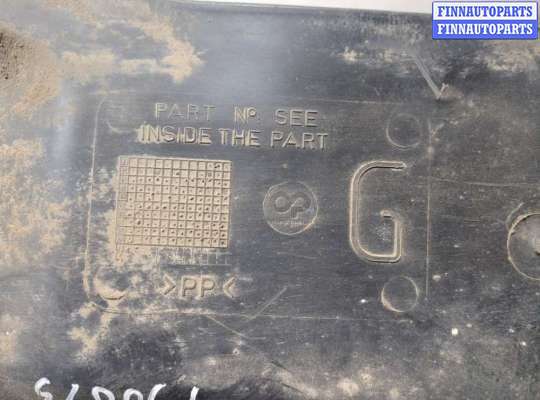 FINNAUTOPARTS
FINNAUTOPARTS
PART Nº. SEE
INSIDE THE PART
G
>PP<